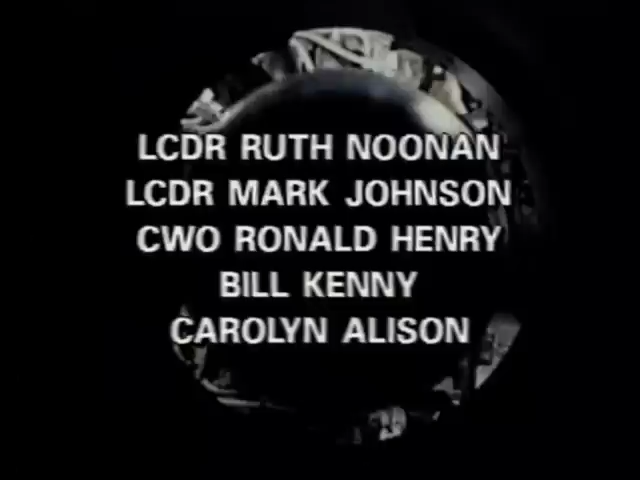 LCDR RUTH NOONAN
LCDR MARK JOHNSON
CWO RONALD HENRY
BILL KENNY
CAROLYN ALISON